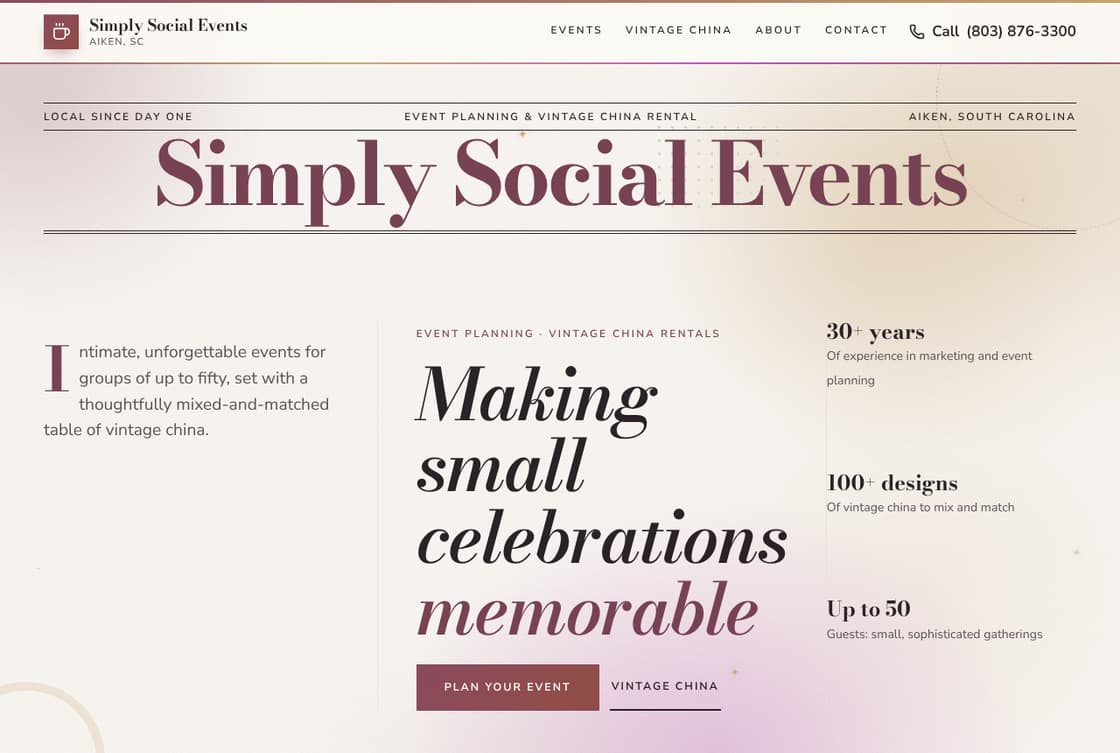 Simply Social Events
AIKEN, SC
EVENTS VINTAGE CHINA ABOUT CONTACT Call (803) 876-3300
LOCAL SINCE DAY ONE
EVENT PLANNING & VINTAGE CHINA RENTAL
AIKEN, SOUTH CAROLINA
Simply Social Events
Intimate, unforgettable events for
groups of up to fifty, set with a
thoughtfully mixed-and-matched
table of vintage china.
EVENT PLANNING · VINTAGE CHINA RENTALS
Making
small
celebrations
memorable
PLAN YOUR EVENT
VINTAGE CHINA
30+ years
Of experience in marketing and event
planning
100+ designs
Of vintage china to mix and match
Up to 50
Guests: small, sophisticated gatherings